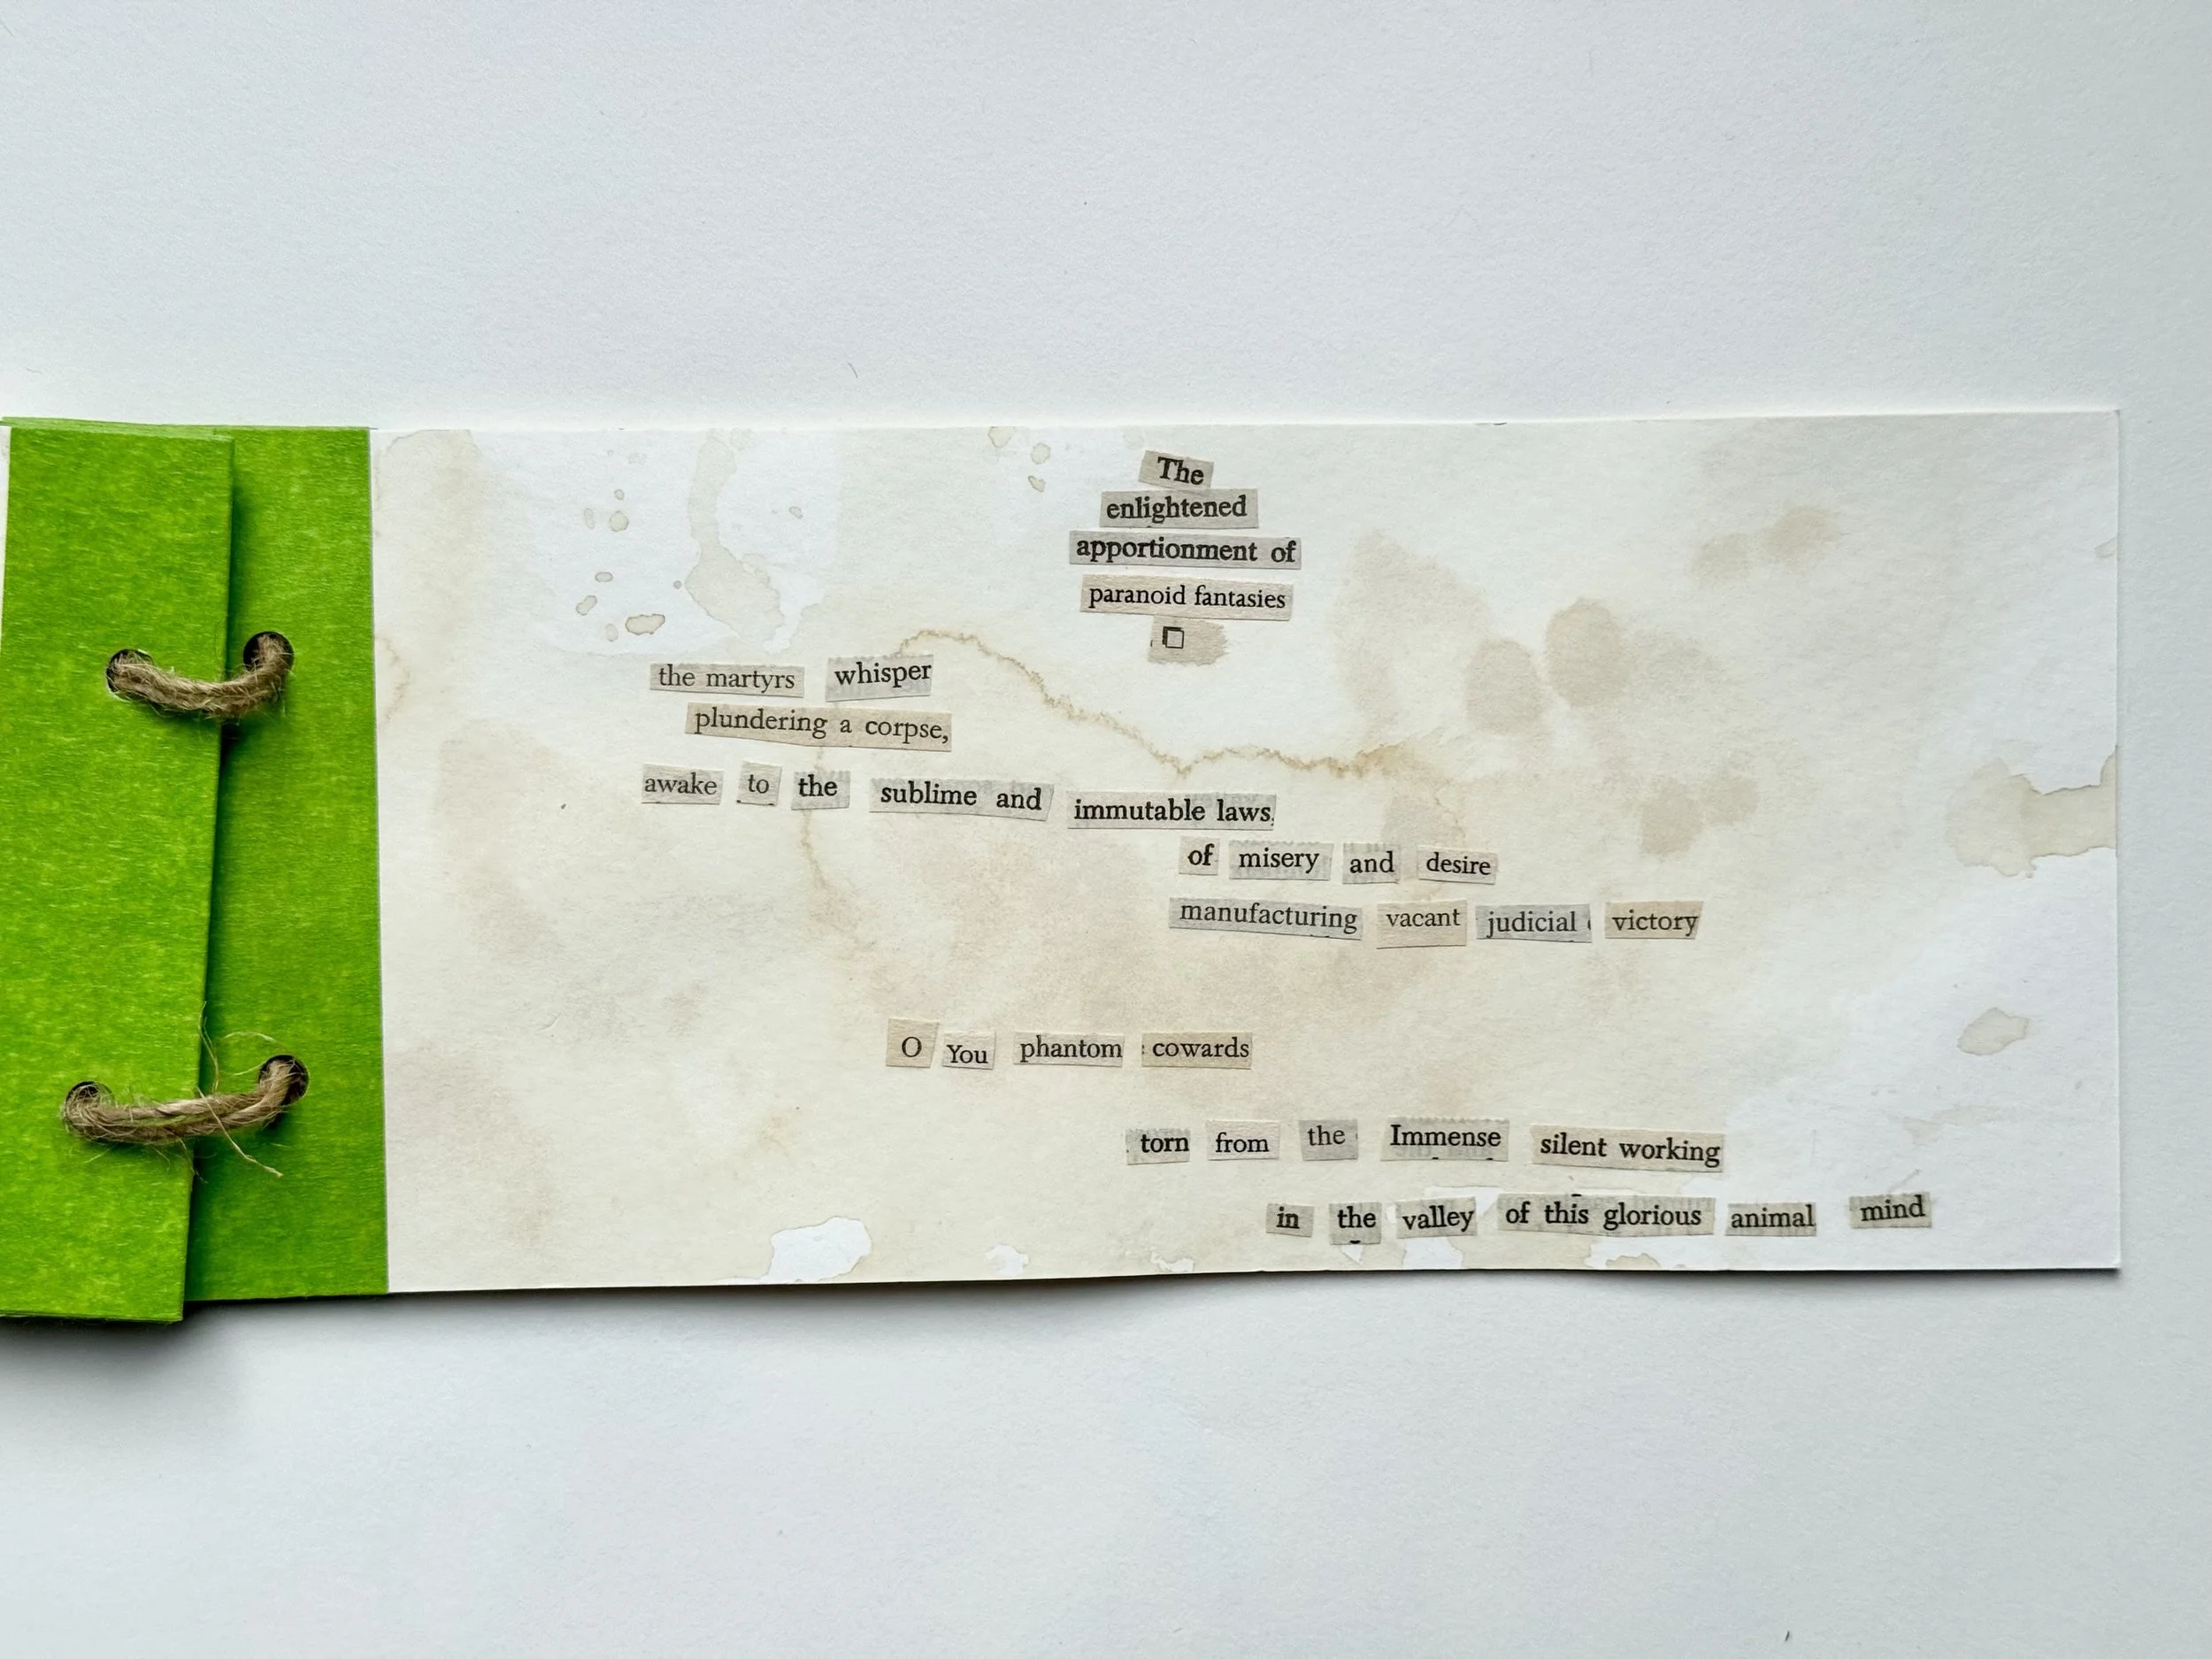 The
enlightened
apportionment of
paranoid fantasies
□
the martyrs whisper
plundering a corpse,
awake to the sublime and immutable laws
of misery and desire
manufacturing vacant judicial victory
O You phantom cowards
torn from the Immense silent working
in the valley of this glorious animal mind